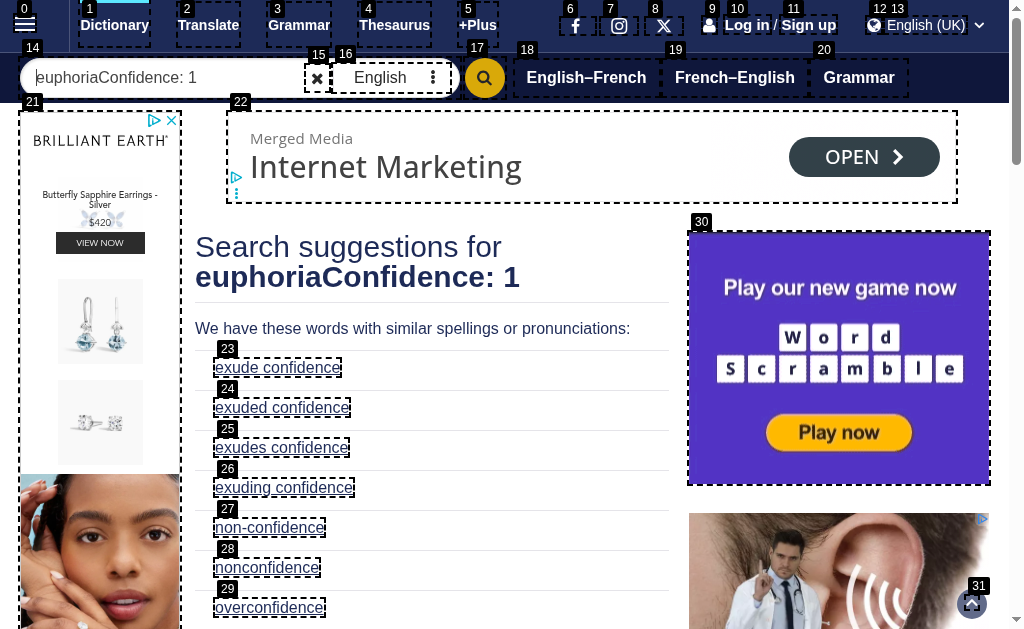 0 1 2 3 4 5 6 7 8 9 10 11 12 13
Dictionary Translate Grammar Thesaurus +Plus Log in / Sign up English (UK)
14 15 16 17 18 19 20
euphoriaConfidence: 1 English English–French French–English Grammar
21 22
BRILLIANT EARTH
Butterfly Sapphire Earrings -
Silver
$420
VIEW NOW
Merged Media
Internet Marketing
OPEN
Search suggestions for
euphoriaConfidence: 1
We have these words with similar spellings or pronunciations:
23
exude confidence
24
exuded confidence
25
exudes confidence
26
exuding confidence
27
non-confidence
28
nonconfidence
29
overconfidence
30
Play our new game now
Word
Scramble
Play now
31